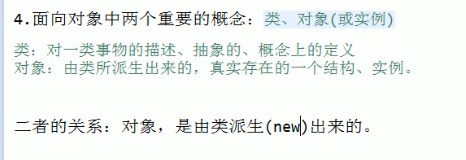 4.面向对象中两个重要的概念：类、对象(或实例)
类：对一类事物的描述、抽象的、概念上的定义
对象：由类所派生出来的，真实存在的一个结构、实例。
二者的关系：对象，是由类派生(new)出来的。